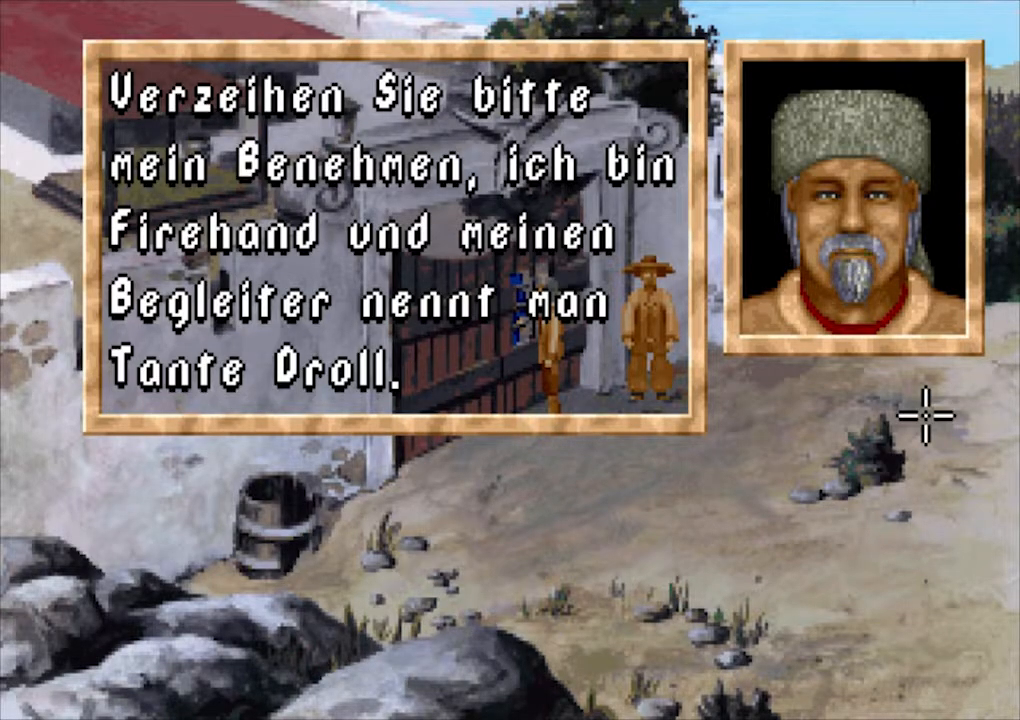 Verzeihen Sie bitte
mein Benehmen, ich bin
Firehand und meinen
Begleiter nennt man
Tante Droll.